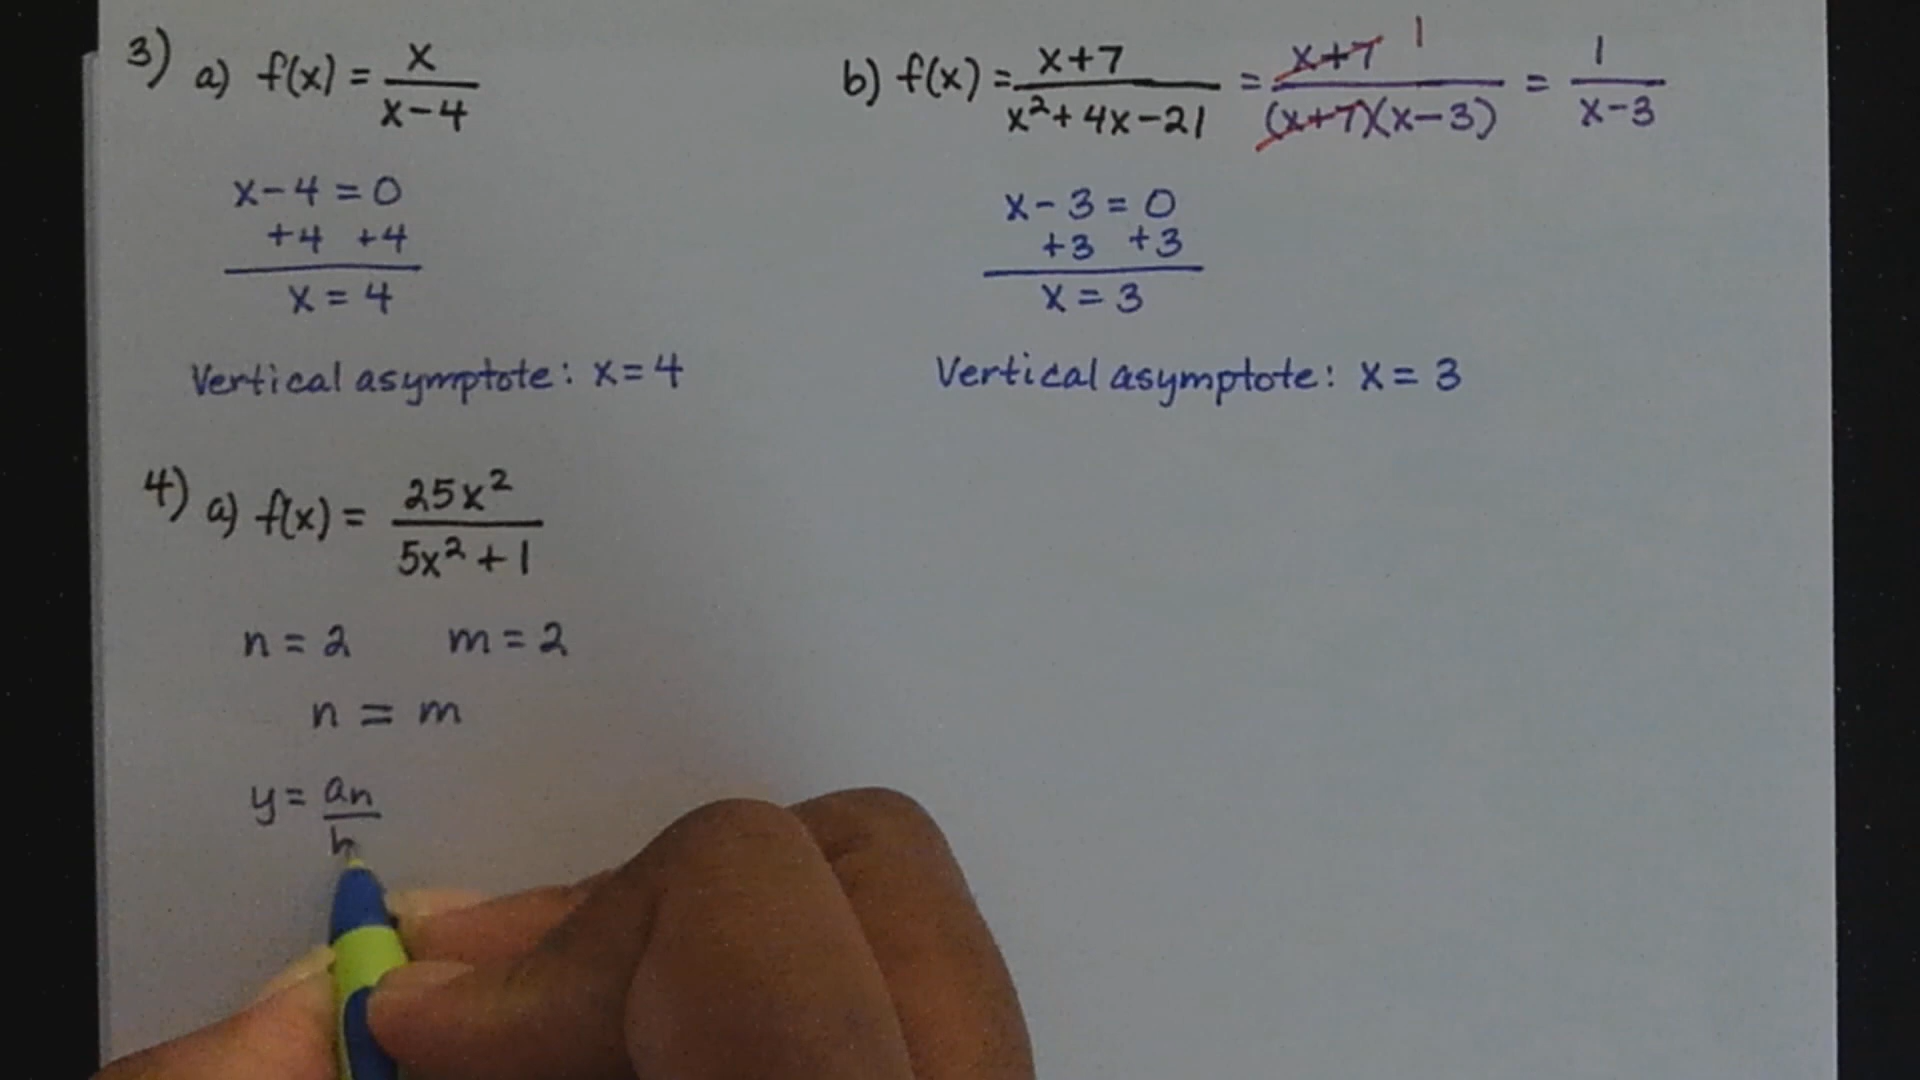 3) a) f(x) = x/(x-4)
x-4 = 0
+4 +4
x = 4
Vertical asymptote: x=4
b) f(x) = (x+7)/(x²+4x-21) = (x+7) 1/((x+7)(x-3)) = 1/(x-3)
x-3 = 0
+3 +3
x = 3
Vertical asymptote: x = 3
4) a) f(x) = 25x²/(5x²+1)
n = 2 m = 2
n = m
y = aₙ/b